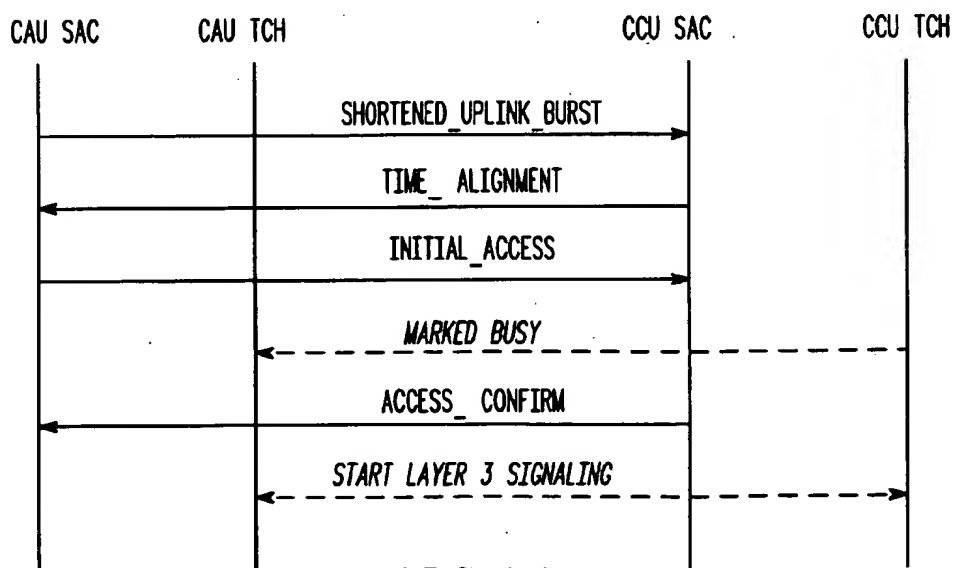 CAU SAC CAU TCH CCU SAC CCU TCH
SHORTENED_UPLINK_BURST
TIME_ ALIGNMENT
INITIAL_ACCESS
MARKED BUSY
ACCESS_ CONFIRM
START LAYER 3 SIGNALING